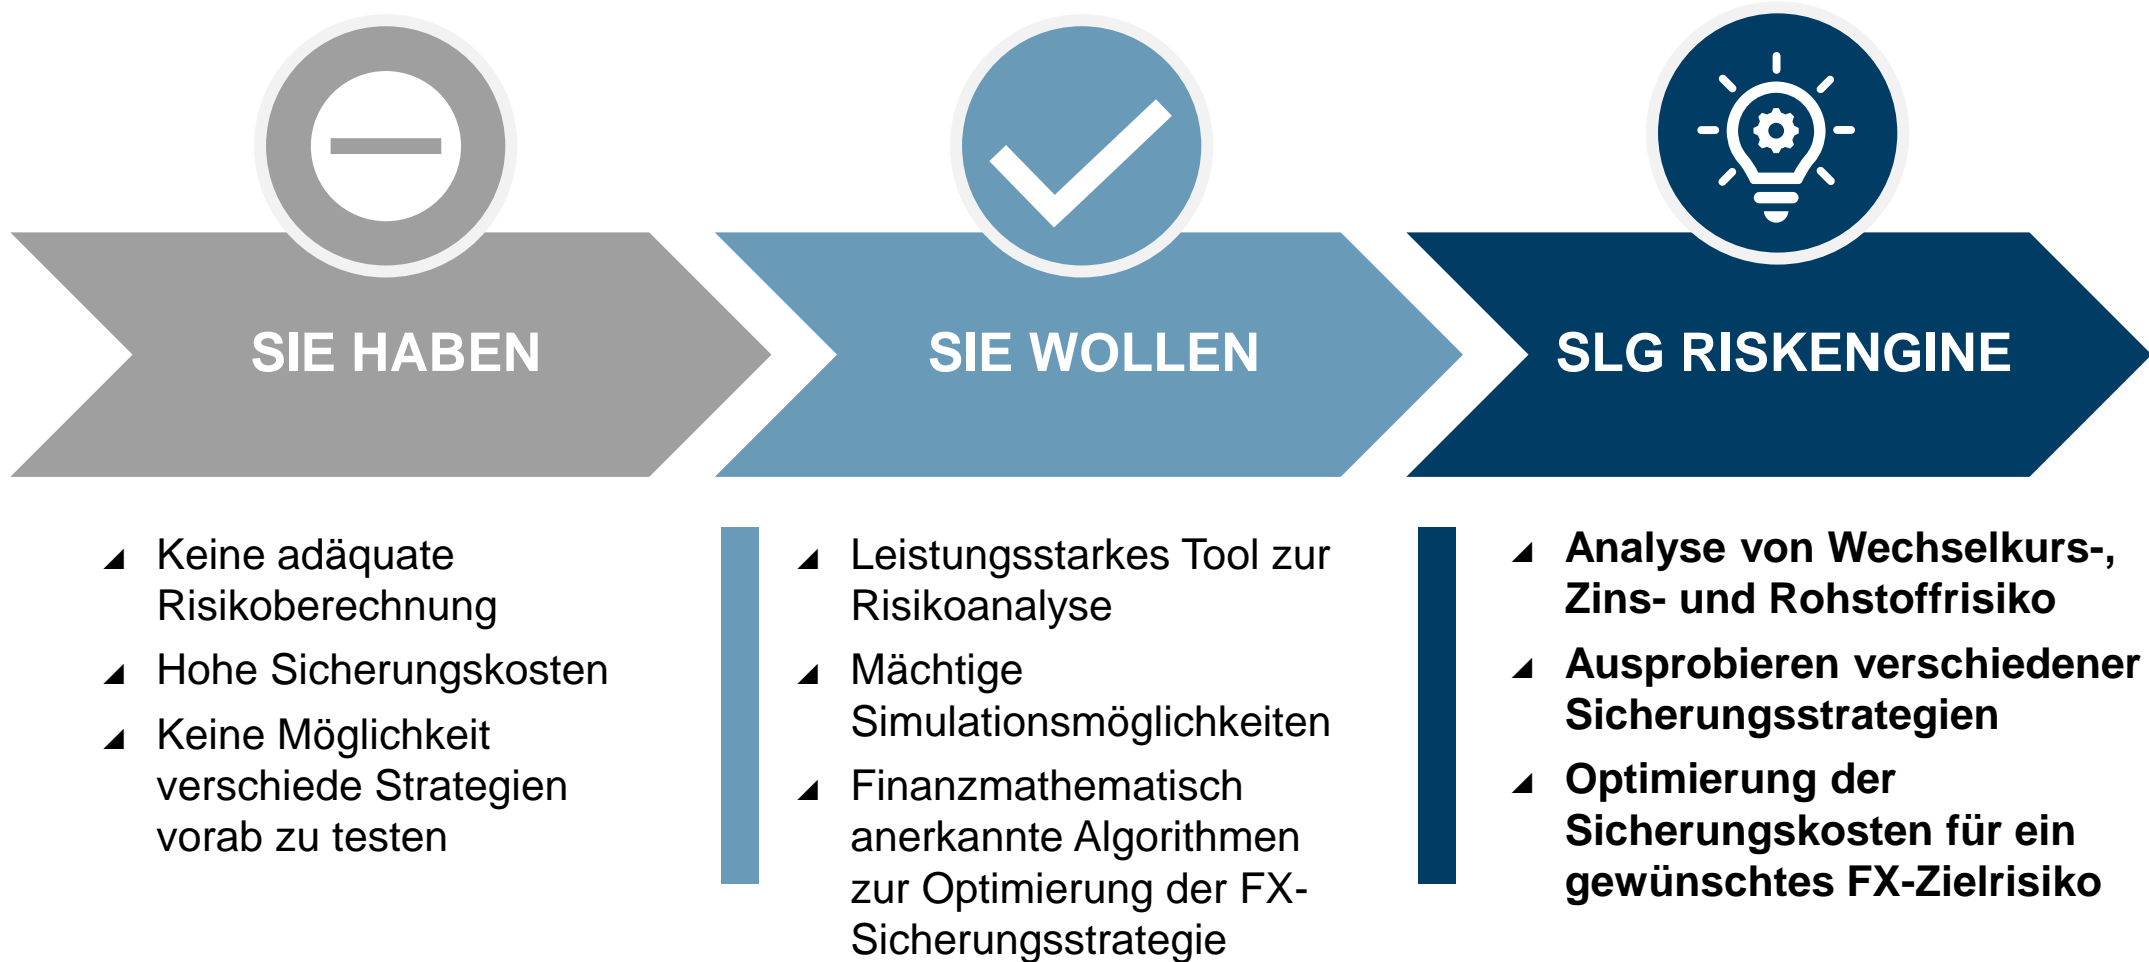 SIE HABEN
Keine adäquate
Risikoberechnung
Hohe Sicherungskosten
Keine Möglichkeit
verschiede Strategien
vorab zu testen
SIE WOLLEN
Leistungsstarkes Tool zur
Risikoanalyse
Mächtige
Simulationsmöglichkeiten
Finanzmathematisch
anerkannte Algorithmen
zur Optimierung der FX-
Sicherungsstrategie
SLG RISKENGINE
Analyse von Wechselkurs-,
Zins- und Rohstoffrisiko
Ausprobieren verschiedener
Sicherungsstrategien
Optimierung der
Sicherungskosten für ein
gewünschtes FX-Zielrisiko